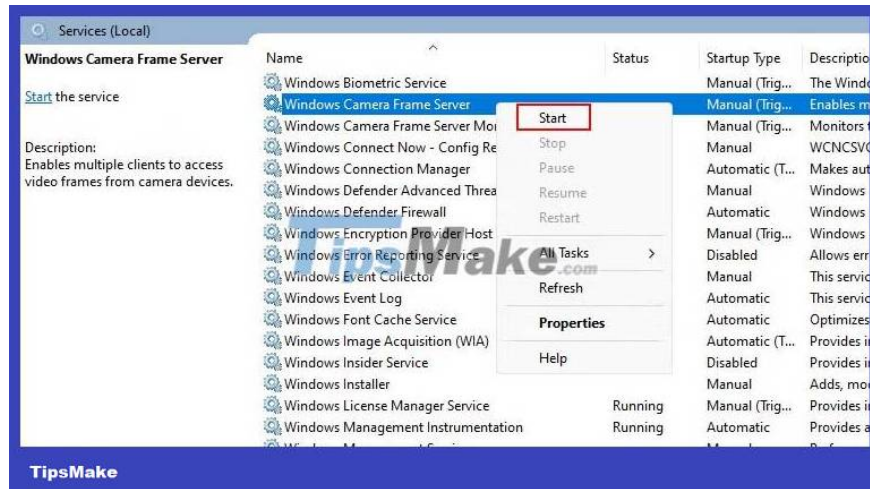 Services (Local)
Windows Camera Frame Server
Start the service
Description:
Enables multiple clients to access
video frames from camera devices.
Name Status Startup Type Descriptio
Windows Biometric Service Manual (Trig... The Windo
Windows Camera Frame Server Manual (Trig... Enables m
Windows Camera Frame Server Mor Manual (Trig... Monitors t
Windows Connect Now - Config Re Manual WCNCSVC
Windows Connection Manager Automatic (T... Makes aut
Windows Defender Advanced Threa Manual Windows
Windows Defender Firewall Automatic Windows
Windows Encryption Provider Host Manual (Trig... Windows
Windows Error Reporting Service Disabled Allows err
Windows Event Collector Manual This servic
Windows Event Log Automatic This servic
Windows Font Cache Service Automatic Optimizes
Windows Image Acquisition (WIA) Automatic (T... Provides i
Windows Insider Service Disabled Provides i
Windows Installer Manual Adds, mo
Windows License Manager Service Running Manual (Trig... Provides i
Windows Management Instrumentation Running Automatic Provides a
Start
Stop
Pause
Resume
Restart
All Tasks
Refresh
Properties
Help
TipsMake.com
TipsMake